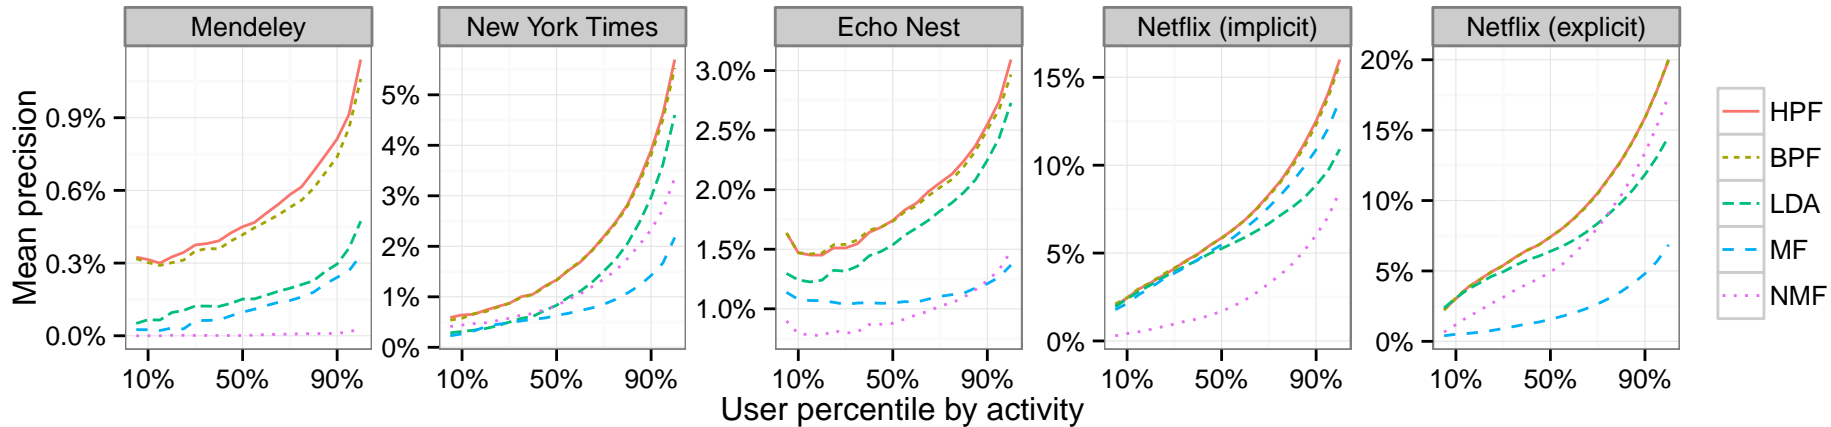 Mendeley
New York Times
Echo Nest
Netflix (implicit)
Netflix (explicit)
Mean precision
0.9%
0.6%
0.3%
0.0%
5%
4%
3%
2%
1%
0%
3.0%
2.5%
2.0%
1.5%
1.0%
15%
10%
5%
0%
20%
15%
10%
5%
0%
10% 50% 90%
10% 50% 90%
10% 50% 90%
10% 50% 90%
10% 50% 90%
User percentile by activity
HPF
BPF
LDA
MF
NMF